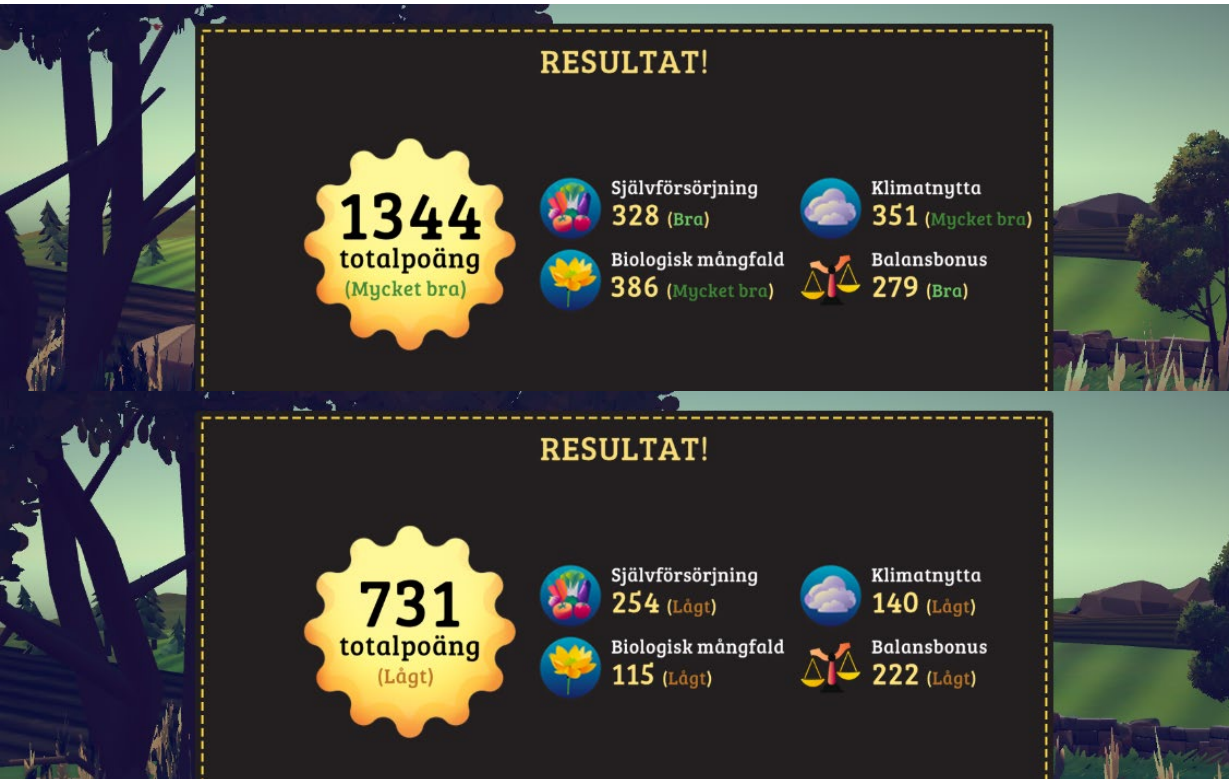 RESULTAT!
1344
totalpoäng
(Mycket bra)
Självförsörjning
328 (Bra)
Klimatnytta
351 (Mycket bra)
Biologisk mångfald
386 (Mycket bra)
Balansbonus
279 (Bra)
RESULTAT!
731
totalpoäng
(Lågt)
Självförsörjning
254 (Lågt)
Klimatnytta
140 (Lågt)
Biologisk mångfald
115 (Lågt)
Balansbonus
222 (Lågt)